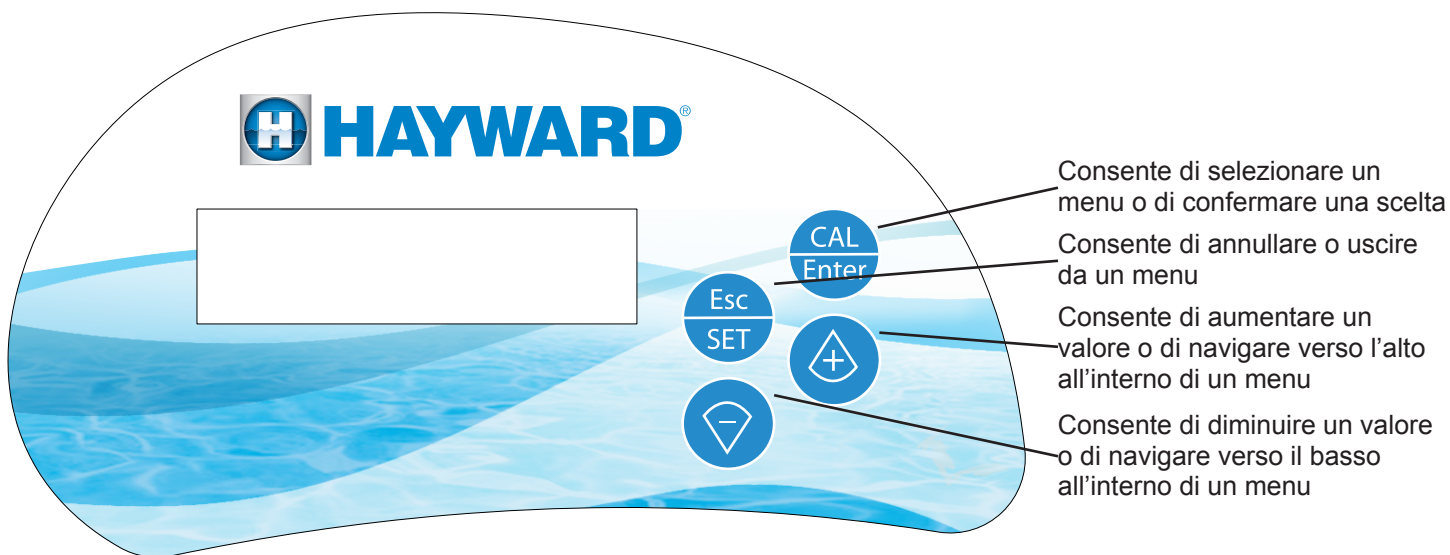 HAYWARD®
CAL
Enter
Esc
SET
+
-
Consente di selezionare un
menu o di confermare una scelta
Consente di annullare o uscire
da un menu
Consente di aumentare un
valore o di navigare verso l’alto
all’interno di un menu
Consente di diminuire un valore
o di navigare verso il basso
all’interno di un menu